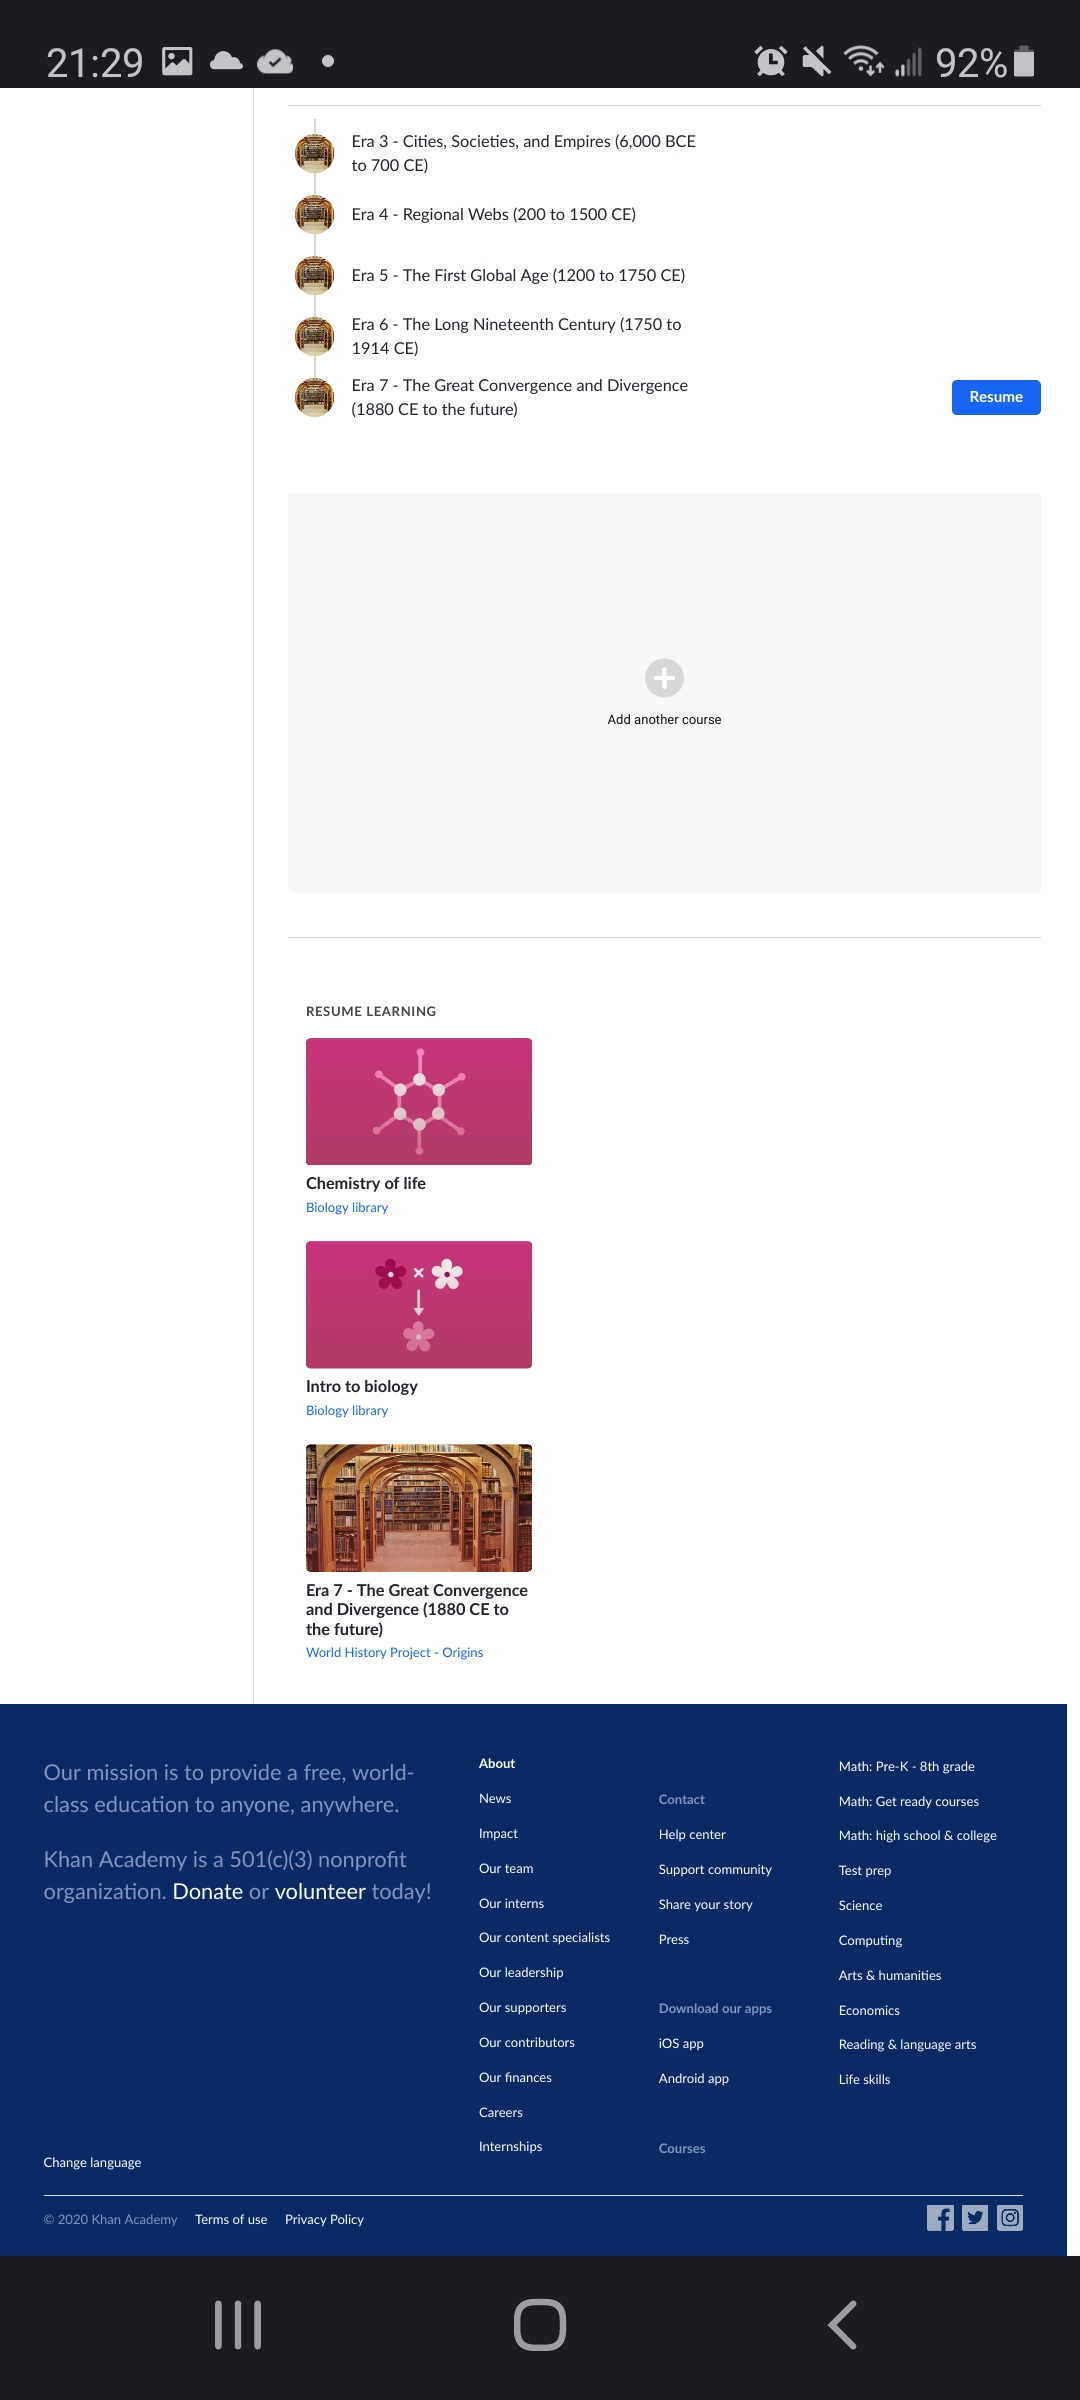 21:29
92%
Era 3 - Cities, Societies, and Empires (6,000 BCE
to 700 CE)
Era 4 - Regional Webs (200 to 1500 CE)
Era 5 - The First Global Age (1200 to 1750 CE)
Era 6 - The Long Nineteenth Century (1750 to
1914 CE)
Era 7 - The Great Convergence and Divergence
(1880 CE to the future)
Resume
Add another course
RESUME LEARNING
Chemistry of life
Biology library
Intro to biology
Biology library
Era 7 - The Great Convergence
and Divergence (1880 CE to
the future)
World History Project - Origins
Our mission is to provide a free, world-
class education to anyone, anywhere.
Khan Academy is a 501(c)(3) nonprofit
organization. Donate or volunteer today!
Change language
About
News
Impact
Our team
Our interns
Our content specialists
Our leadership
Our supporters
Our contributors
Our finances
Careers
Internships
Contact
Help center
Support community
Share your story
Press
Download our apps
iOS app
Android app
Courses
Math: Pre-K - 8th grade
Math: Get ready courses
Math: high school & college
Test prep
Science
Computing
Arts & humanities
Economics
Reading & language arts
Life skills
© 2020 Khan Academy Terms of use Privacy Policy